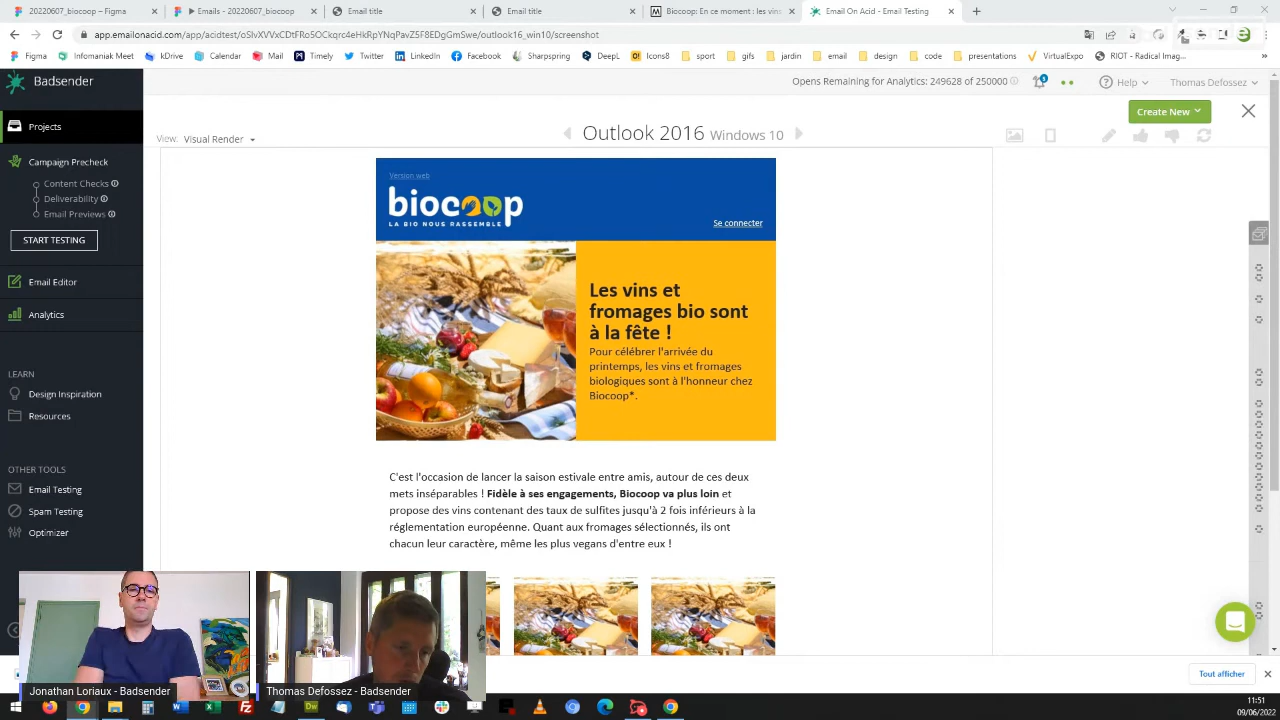 20220607_biocoop – Figma
Emails - 20220607_biocoop
Email title
Email title
Biocoop: En ce moment : les vins
Email On Acid - Email Testing
app.emailonacid.com/app/acidtest/
/outlook16_win10/screenshot
Figma
Infomaniak
kDrive
Calendar
Mail
Timely
Twitter
LinkedIn
Facebook
Sharpspring
DeepL
Icons8
sport
gifs
jardin
email
design
code
presentations
VirtualExpo
RIOT - Radical Imag...
Badsender
Opens Remaining for Analytics: 249628 of 250000
Help
Thomas Defossez
Projects
Create New
View: Visual Render
Outlook 2016 Windows 10
Campaign Precheck
Content Checks
Deliverability
Email Previews
START TESTING
Email Editor
Analytics
LEARN
Design Inspiration
Resources
OTHER TOOLS
Email Testing
Spam Testing
Optimizer
Version web
biocoop
LA BIO NOUS RASSEMBLE
Se connecter
Les vins et
fromages bio sont
à la fête !
Pour célébrer l'arrivée du
printemps, les vins et fromages
biologiques sont à l'honneur chez
Biocoop*.
C'est l'occasion de lancer la saison estivale entre amis, autour de ces deux
mets inséparables ! Fidèle à ses engagements, Biocoop va plus loin et
propose des vins contenant des taux de sulfites jusqu'à 2 fois inférieurs à la
réglementation européenne. Quant aux fromages sélectionnés, ils ont
chacun leur caractère, même les plus vegans d'entre eux !
Jonathan Loriaux - Badsender
Thomas Defossez - Badsender
Tout afficher
11:51
09/06/2022